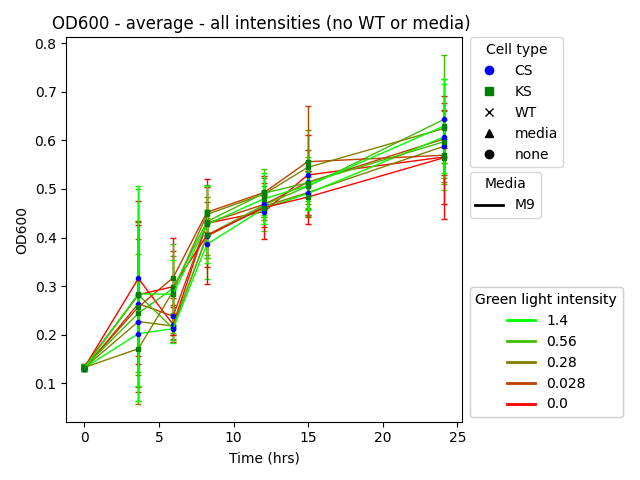 OD600 - average - all intensities (no WT or media)
0.8
0.7
0.6
0.5
0.4
0.3
0.2
0.1
OD600
0
5
10
15
20
25
Time (hrs)
Cell type
CS
KS
WT
media
none
Media
M9
Green light intensity
1.4
0.56
0.28
0.028
0.0